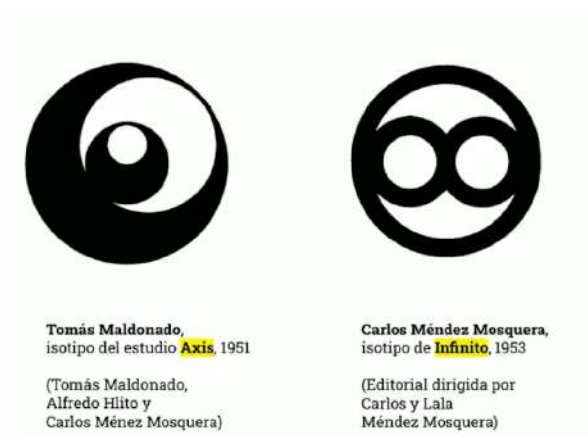 Tomás Maldonado,
isotipo del estudio Axis, 1951
(Tomás Maldonado,
Alfredo Hlito y
Carlos Ménez Mosquera)
Carlos Méndez Mosquera,
isotipo de Infinito, 1953
(Editorial dirigida por
Carlos y Lala
Méndez Mosquera)